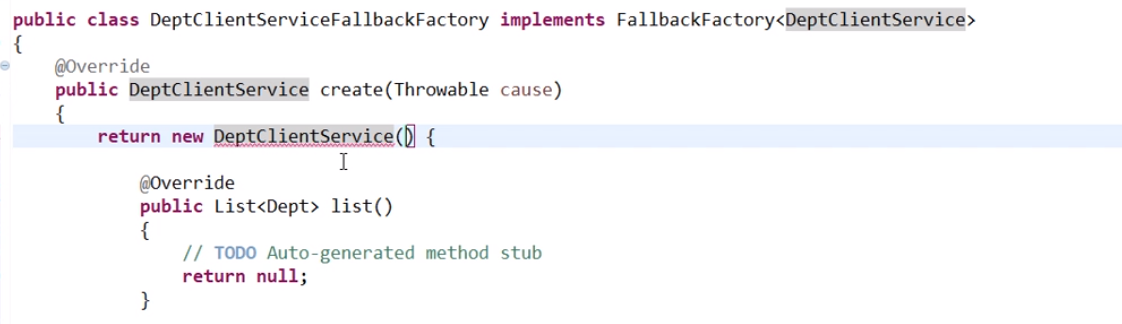 public class DeptClientServiceFallbackFactory implements FallbackFactory<DeptClientService>
{
@Override
public DeptClientService create(Throwable cause)
{
return new DeptClientService() {
@Override
public List<Dept> list()
{
// TODO Auto-generated method stub
return null;
}